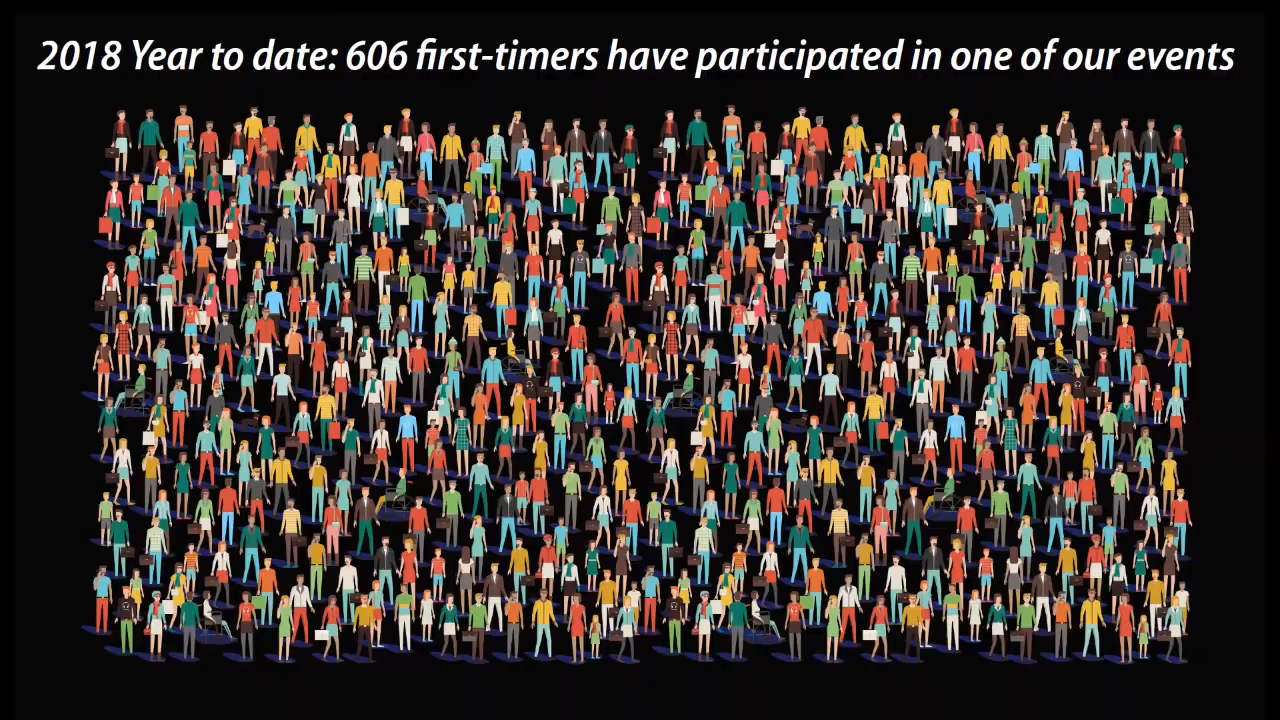 2018 Year to date: 606 first-timers have participated in one of our events